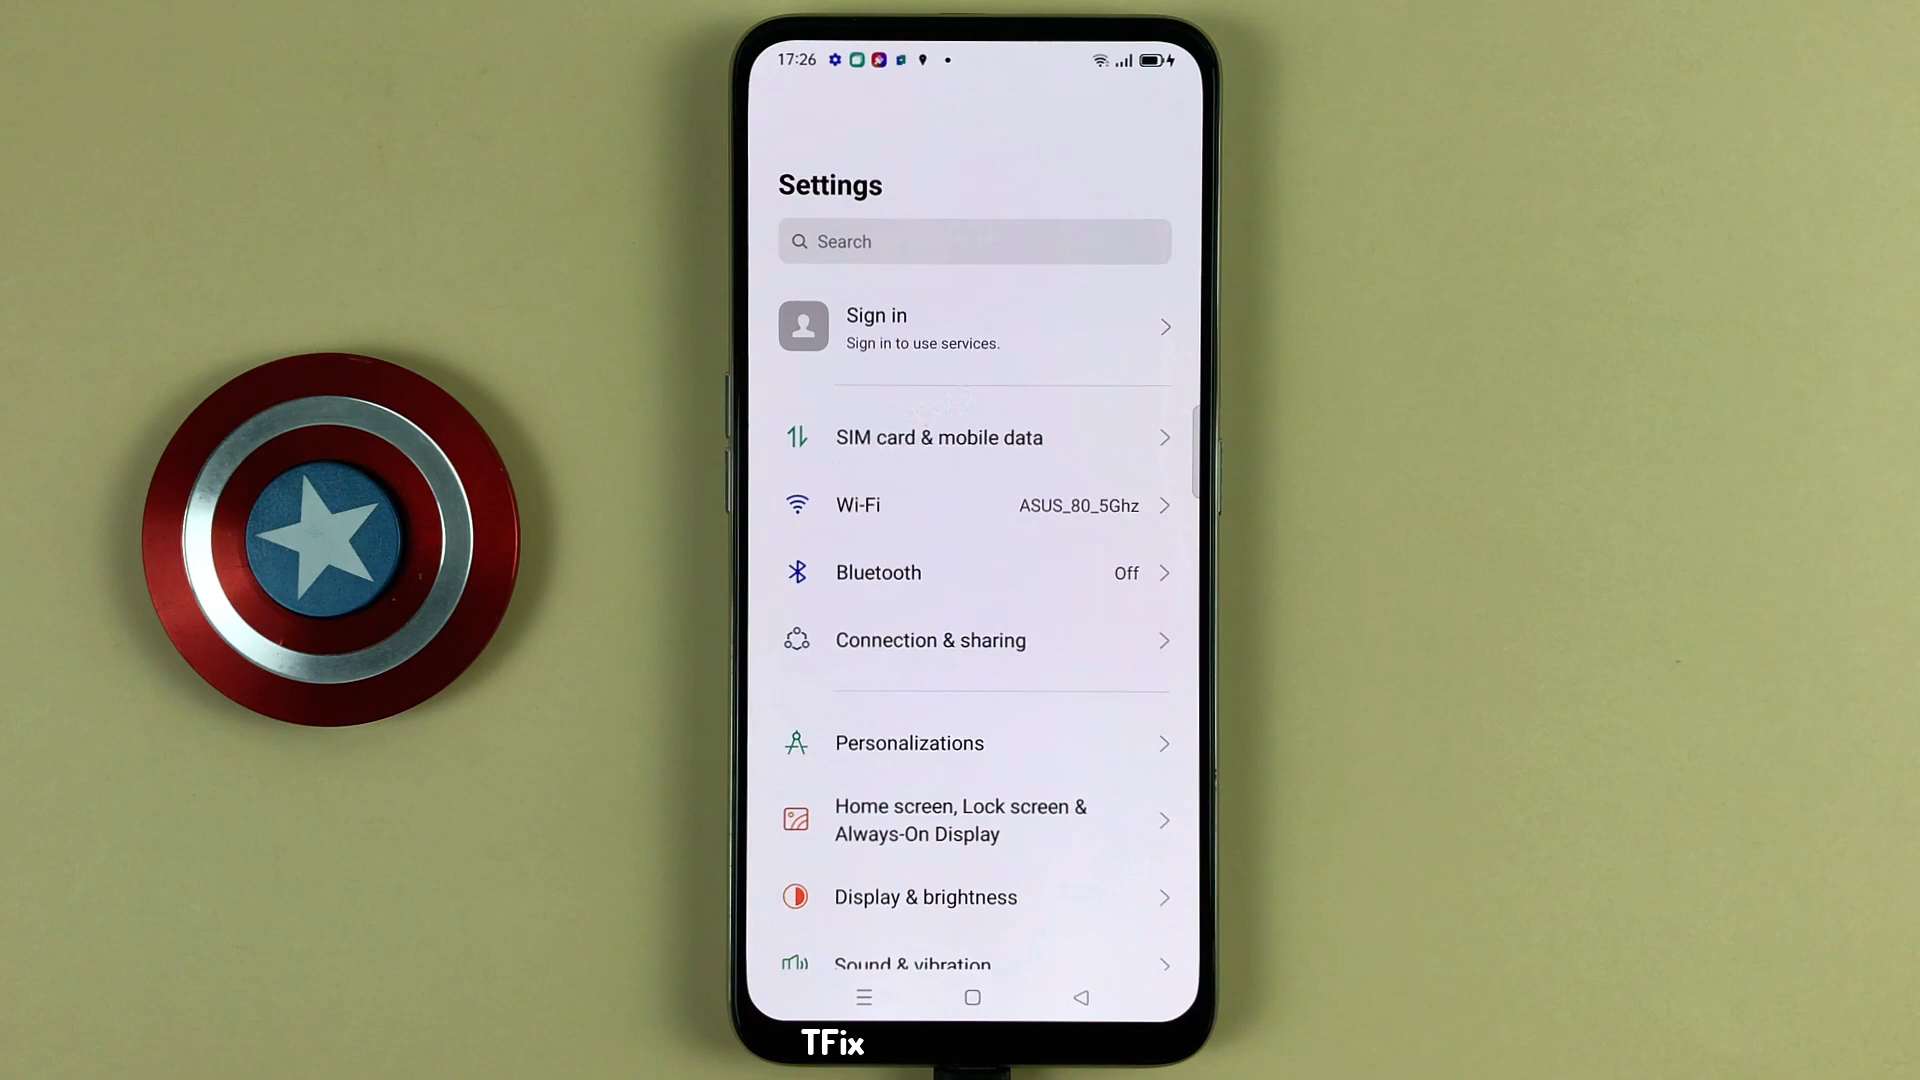 17:26
Settings
Search
Sign in
Sign in to use services.
SIM card & mobile data
Wi-Fi ASUS_80_5Ghz
Bluetooth Off
Connection & sharing
Personalizations
Home screen, Lock screen &
Always-On Display
Display & brightness
Sound & vibration
TFix